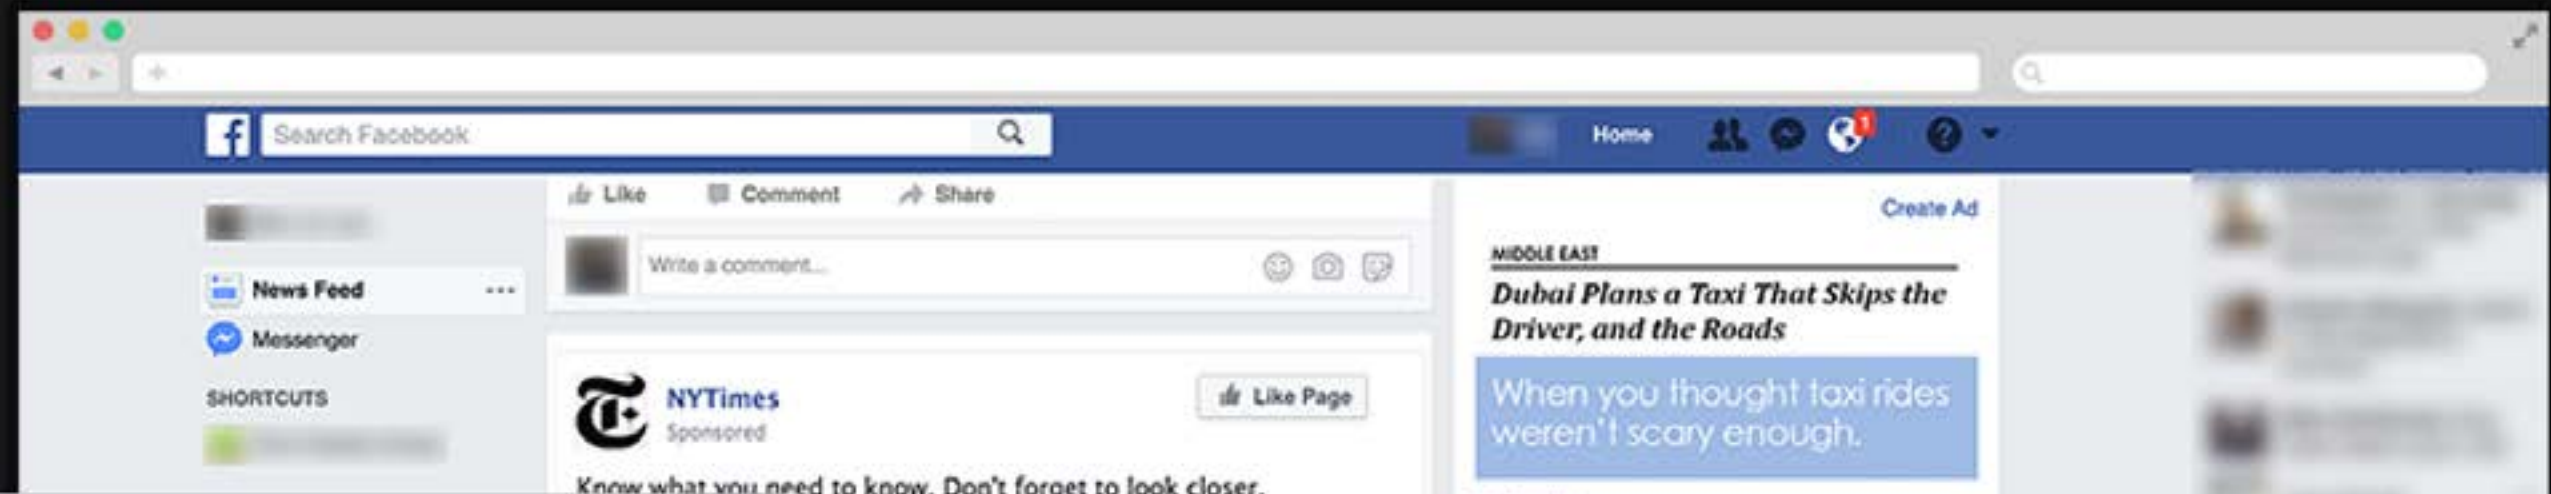 Search Facebook
Home
1
Like Comment Share
Write a comment...
News Feed
Messenger
SHORTCUTS
NYTimes
Sponsored
Like Page
Know what you need to know. Don't forget to look closer.
Create Ad
MIDDLE EAST
Dubai Plans a Taxi That Skips the
Driver, and the Roads
When you thought taxi rides
weren't scary enough.